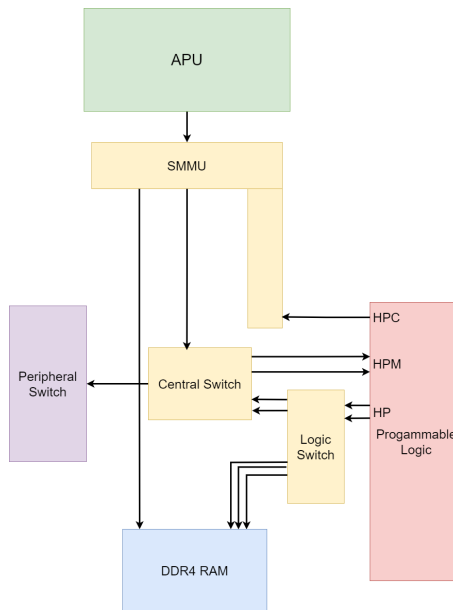 APU
SMMU
HPC
HPM
Peripheral
Switch
Central Switch
HP
Progammable
Logic
Logic
Switch
DDR4 RAM